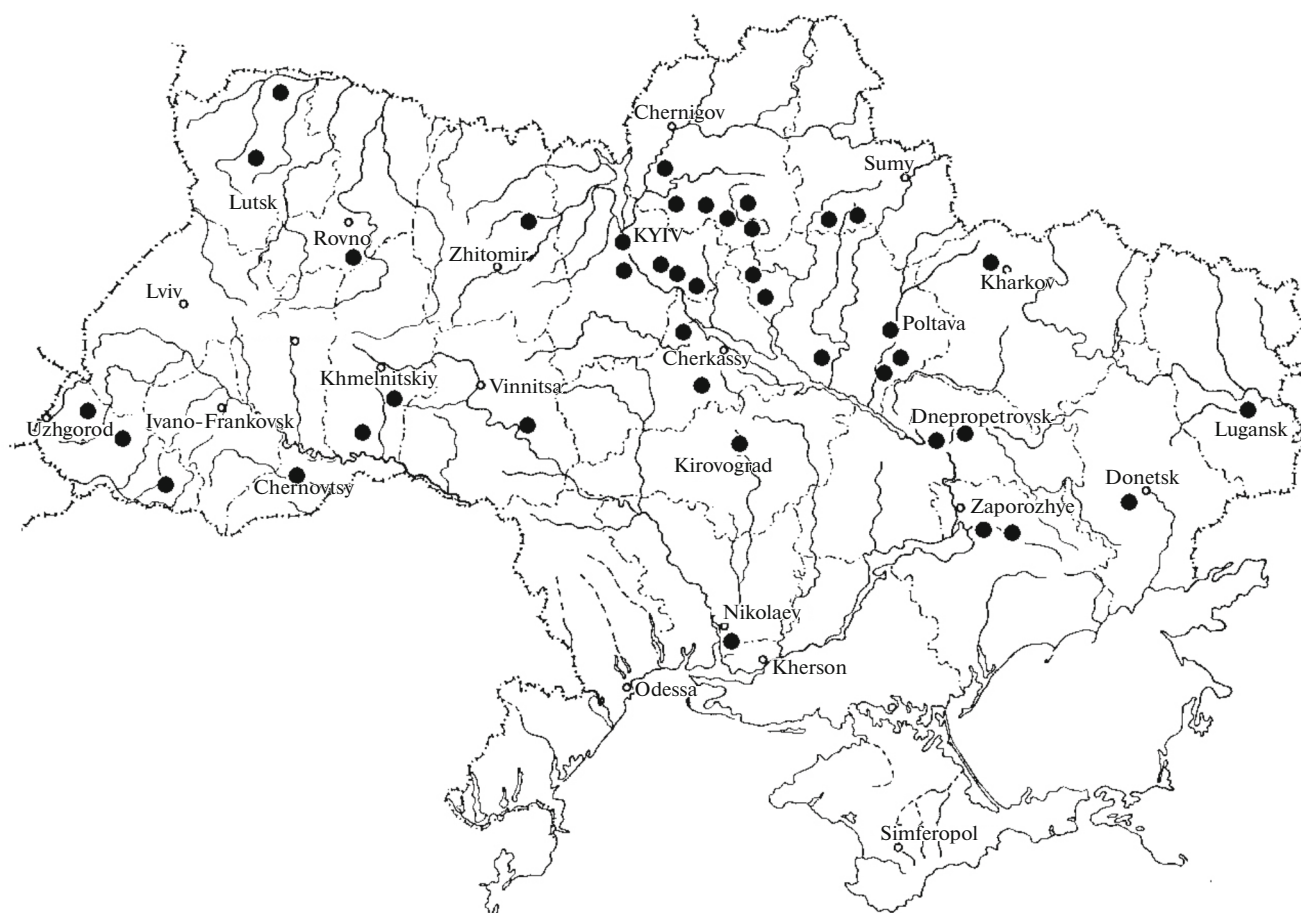 Chernigov
Sumy
Lutsk
Rovno
KYIV
Zhitomir
Kharkov
Lviv
Poltava
Cherkassy
Khmelnitskiy
Vinnitsa
Uzhgorod
Ivano-Frankovsk
Dnepropetrovsk
Lugansk
Kirovograd
Chernovtsy
Donetsk
Zaporozhye
Nikolaev
Kherson
Odessa
Simferopol